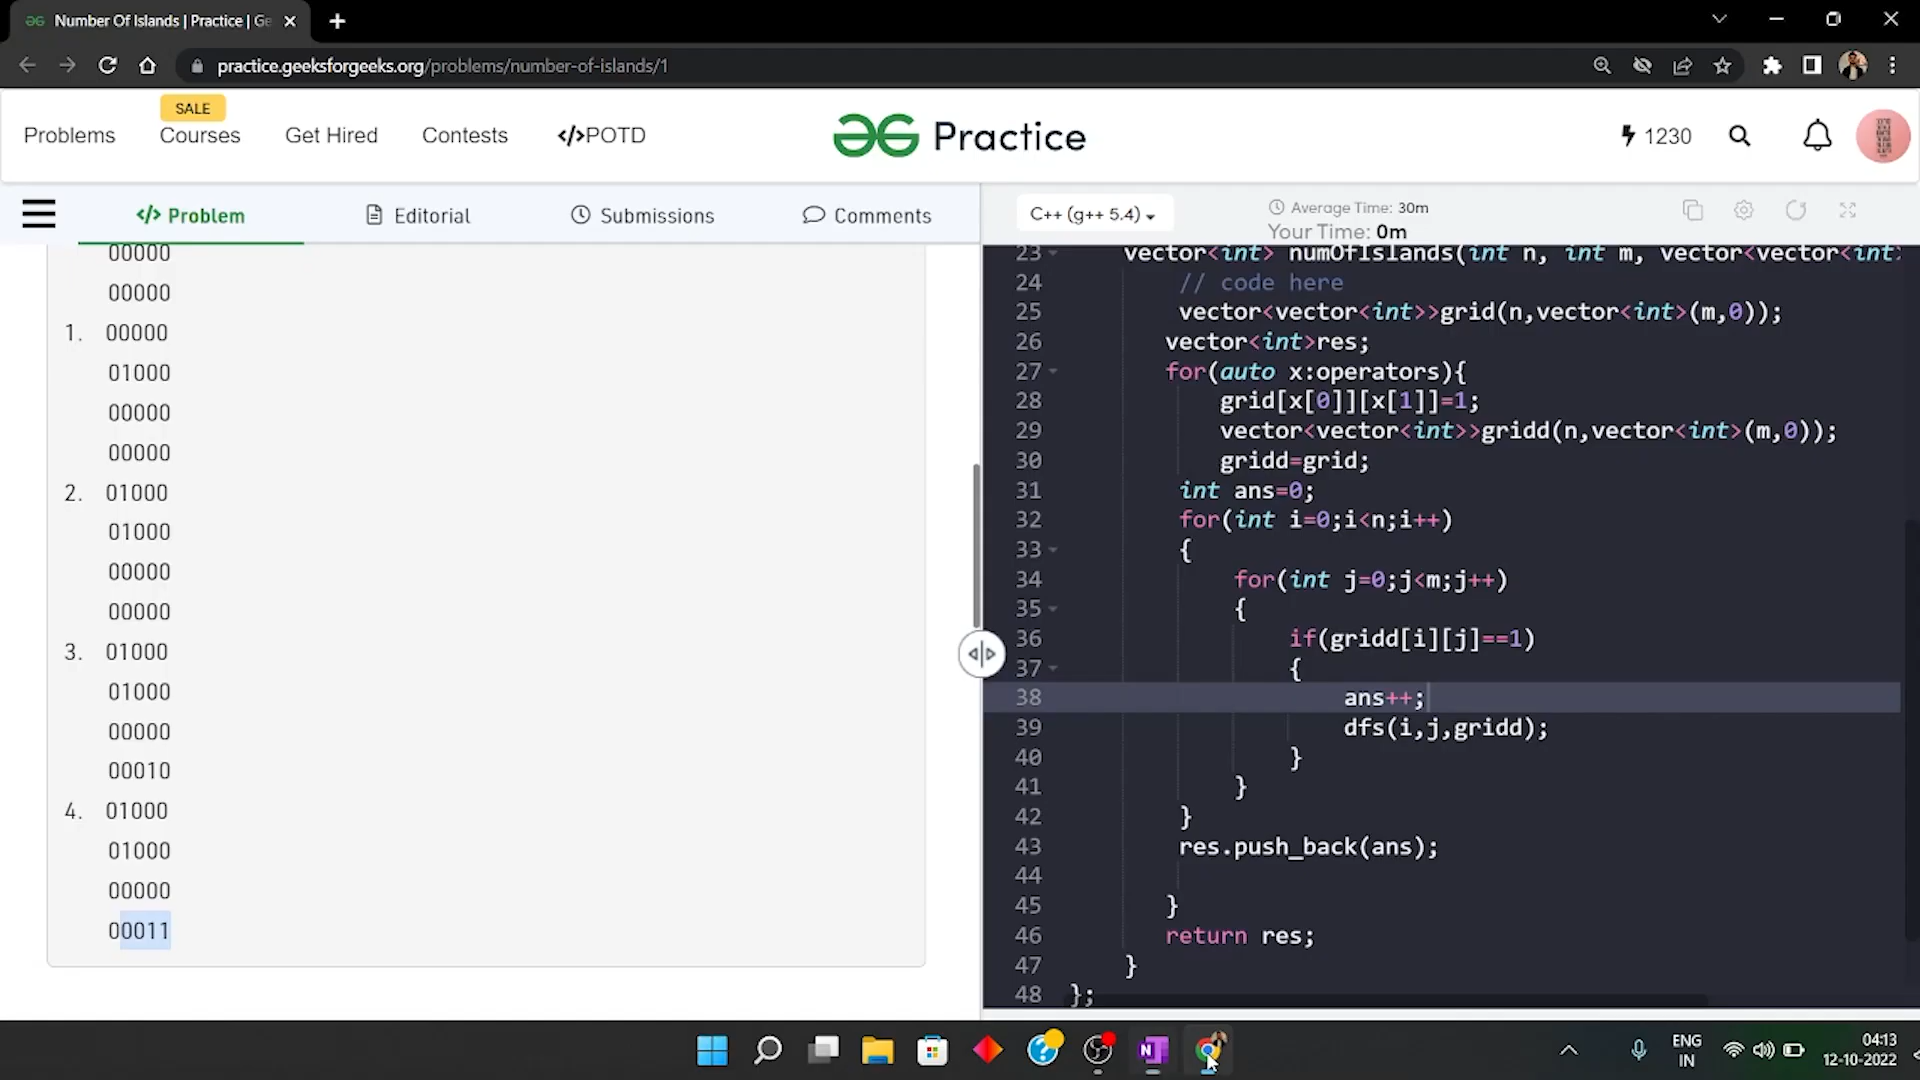 Number Of Islands | Practice | Ge
practice.geeksforgeeks.org/problems/number-of-islands/1
SALE
Problems Courses Get Hired Contests </>POTD
Practice
1230
</> Problem Editorial Submissions Comments
C++ (g++ 5.4)
Average Time: 30m
Your Time: 0m
00000
00000
1. 00000
01000
00000
00000
2. 01000
01000
00000
00000
3. 01000
01000
00000
00010
4. 01000
01000
00000
00011
23 vector<int> numOfIslands(int n, int m, vector<vector<int>
24 // code here
25 vector<vector<int>>grid(n,vector<int>(m,0));
26 vector<int>res;
27 for(auto x:operators){
28 grid[x[0]][x[1]]=1;
29 vector<vector<int>>gridd(n,vector<int>(m,0));
30 gridd=grid;
31 int ans=0;
32 for(int i=0;i<n;i++)
33 {
34 for(int j=0;j<m;j++)
35 {
36 if(gridd[i][j]==1)
37 {
38 ans++;
39 dfs(i,j,gridd);
40 }
41 }
42 }
43 res.push_back(ans);
44
45 }
46 return res;
47 }
48 };
ENG
IN
04:13
12-10-2022